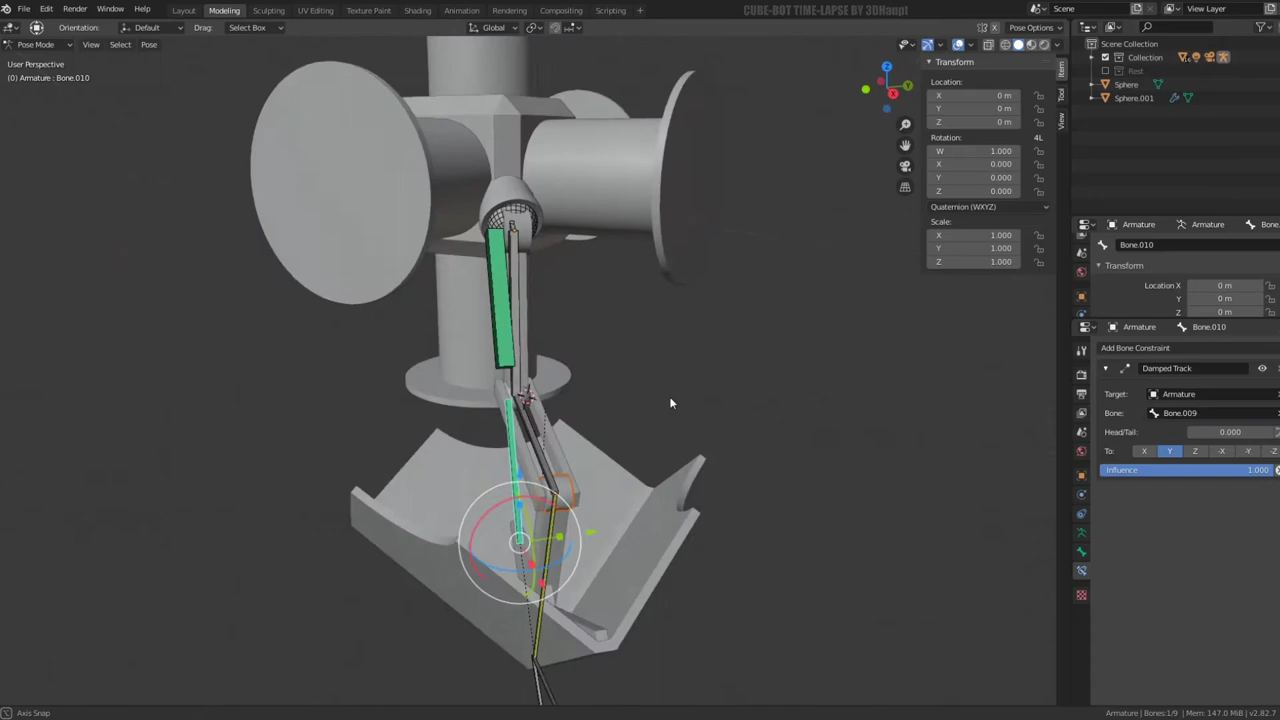 File Edit Render Window Help Layout Modeling Sculpting UV Editing Texture Paint Shading Animation Rendering Compositing Scripting + CUBE-BOT TIME-LAPSE BY 3DHaupt Scene View Layer
Orientation: Default Drag: Select Box Global Pose Options
Pose Mode View Select Pose
User Perspective
(0) Armature : Bone.010
Z
Y
X
Item
Tool
View
Transform
Location:
X 0 m
Y 0 m
Z 0 m
Rotation: 4L
W 1.000
X 0.000
Y 0.000
Z 0.000
Quaternion (WXYZ)
Scale:
X 1.000
Y 1.000
Z 1.000
Scene Collection
Collection
Rest
Sphere
Sphere.001
Armature Armature Bone.
Bone.010
Transform
Location X 0 m
Y 0 m
Z 0 m
Armature Bone.010
Add Bone Constraint
Damped Track
Target: Armature
Bone: Bone.009
Head/Tail: 0.000
To: X Y Z -X -Y -Z
Influence 1.000
Axis Snap
Armature | Bones:1/9 | Mem: 147.0 MiB | v2.82.7